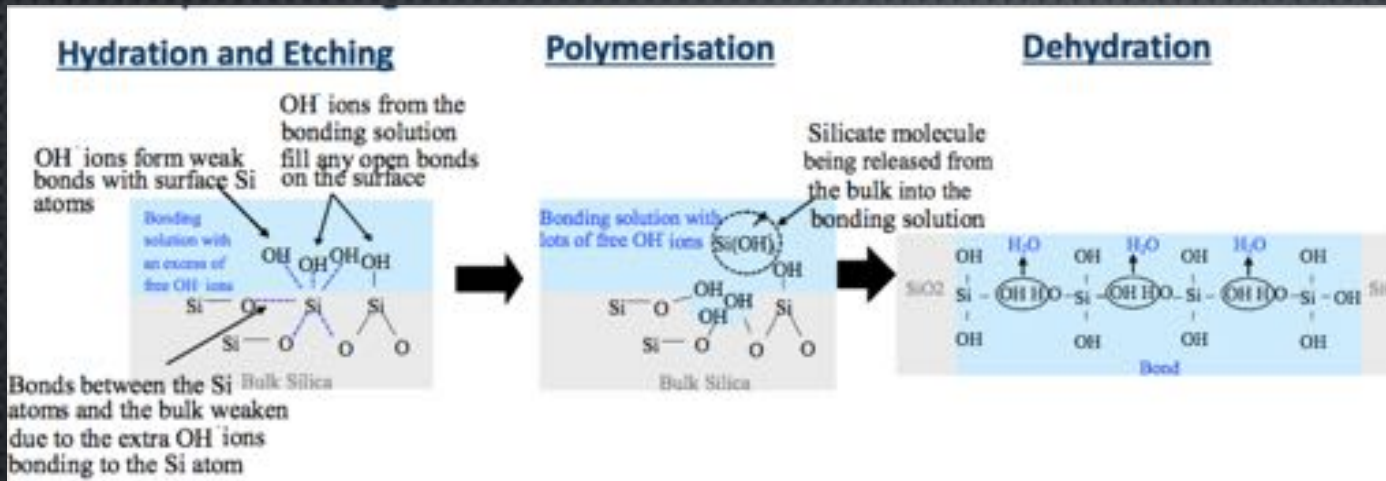 Hydration and Etching
OH⁻ ions form weak
bonds with surface Si
atoms
OH⁻ ions from the
bonding solution
fill any open bonds
on the surface
Bonding
solution with
an excess of
free OH⁻ ions
OH OH OH OH
Si — O Si Si
Si — O O O
Bulk Silica
Bonds between the Si
atoms and the bulk weaken
due to the extra OH⁻ ions
bonding to the Si atom
Polymerisation
Silicate molecule
being released from
the bulk into the
bonding solution
Bonding solution with
lots of free OH⁻ ions
Si(OH)
OH
OH
Si — O OH Si
OH
Si — O O O
Bulk Silica
Dehydration
H₂O H₂O H₂O
OH OH OH OH
SiO2 Si – OH HO – Si – OH HO – Si – OH HO – Si – OH
OH OH OH OH
Bond